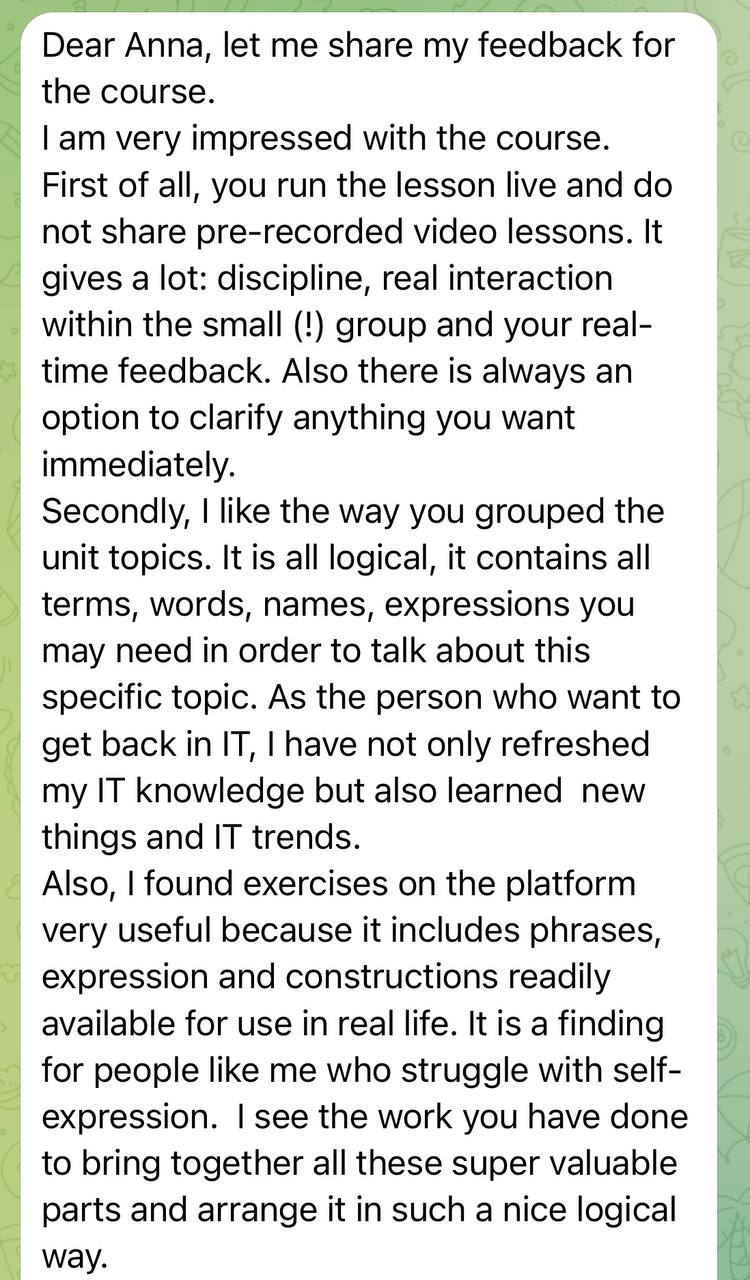 Dear Anna, let me share my feedback for
the course.
I am very impressed with the course.
First of all, you run the lesson live and do
not share pre-recorded video lessons. It
gives a lot: discipline, real interaction
within the small (!) group and your real-
time feedback. Also there is always an
option to clarify anything you want
immediately.
Secondly, I like the way you grouped the
unit topics. It is all logical, it contains all
terms, words, names, expressions you
may need in order to talk about this
specific topic. As the person who want to
get back in IT, I have not only refreshed
my IT knowledge but also learned  new
things and IT trends.
Also, I found exercises on the platform
very useful because it includes phrases,
expression and constructions readily
available for use in real life. It is a finding
for people like me who struggle with self-
expression.  I see the work you have done
to bring together all these super valuable
parts and arrange it in such a nice logical
way.